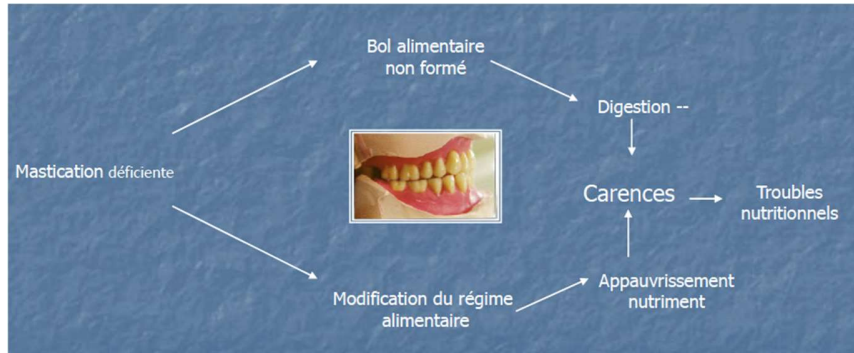 Bol alimentaire
non formé
Digestion --
Mastication déficiente
Carences
Troubles
nutritionnels
Modification du régime
alimentaire
Appauvrissement
nutriment